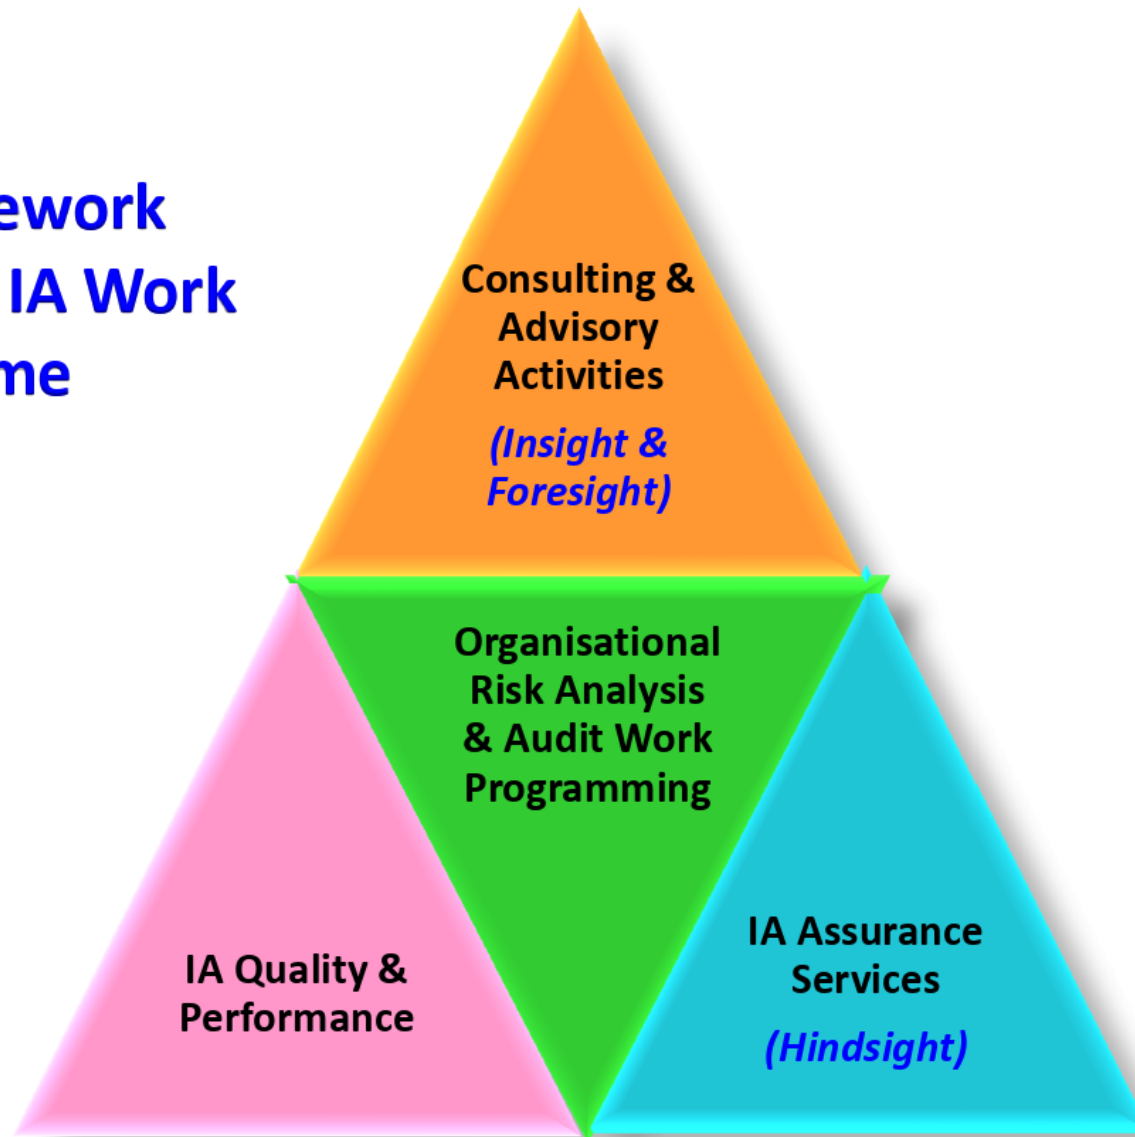 ework
IA Work
me
Consulting &
Advisory
Activities
(Insight &
Foresight)
Organisational
Risk Analysis
& Audit Work
Programming
IA Quality &
Performance
IA Assurance
Services
(Hindsight)